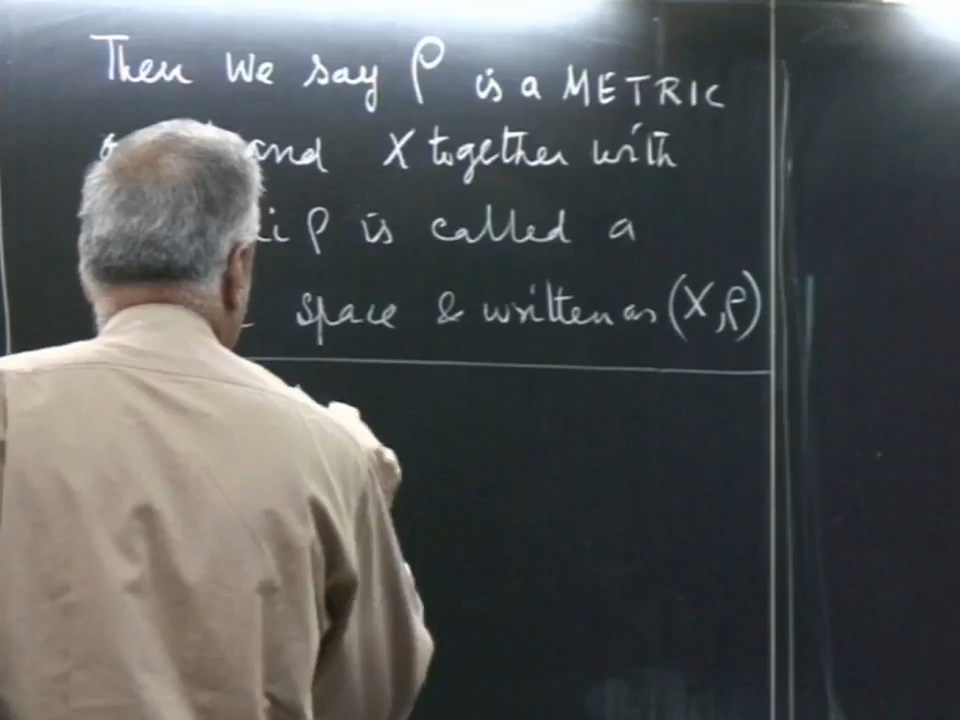 Then we say ρ is a METRIC
and X together with
ρ is called a
space & written as (X,ρ)